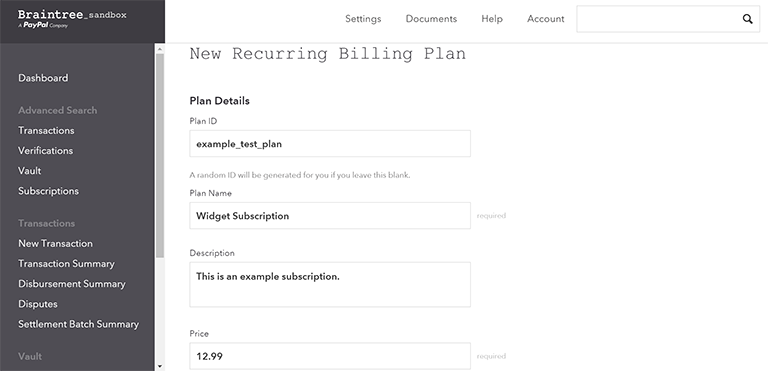 Braintree_sandbox
A PayPal Company
Settings Documents Help Account
Dashboard
Advanced Search
Transactions
Verifications
Vault
Subscriptions
Transactions
New Transaction
Transaction Summary
Disbursement Summary
Disputes
Settlement Batch Summary
Vault
New Recurring Billing Plan
Plan Details
Plan ID
example_test_plan
A random ID will be generated for you if you leave this blank.
Plan Name
Widget Subscription required
Description
This is an example subscription.
Price
12.99 required